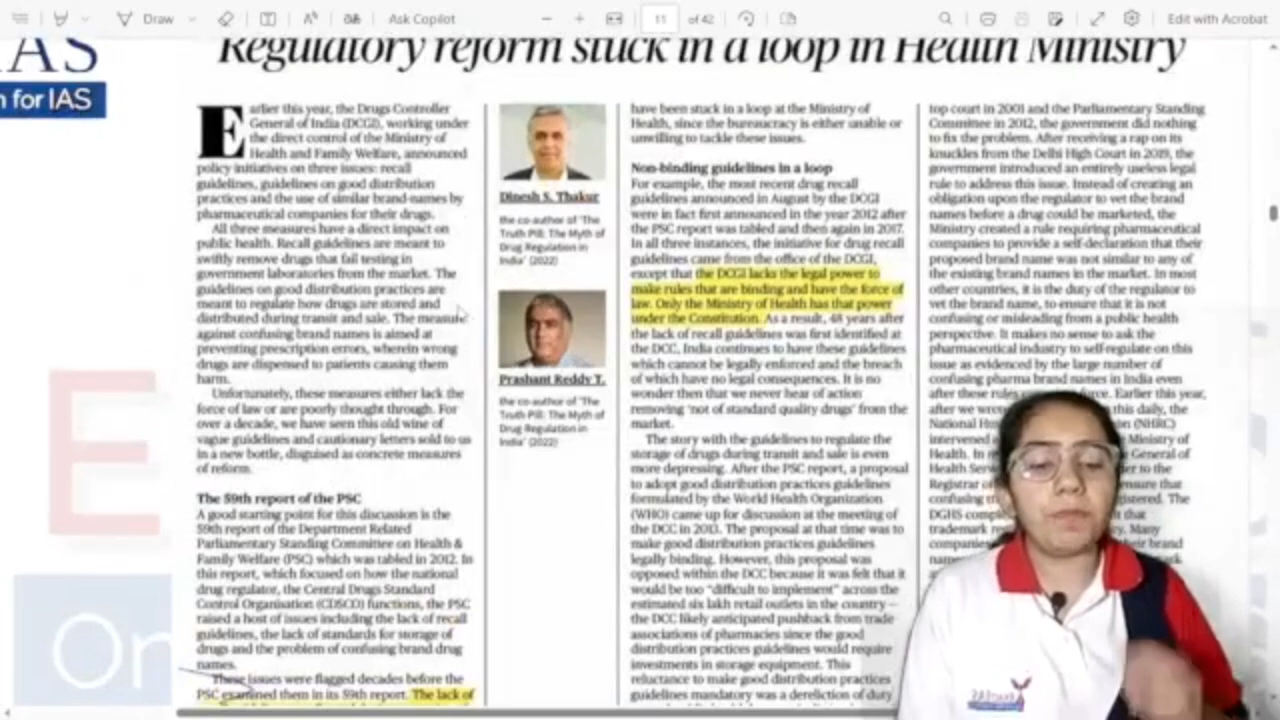 Draw
Ask Copilot
11 of 42
Edit with Acrobat
IAS
n for IAS
Regulatory reform stuck in a loop in Health Ministry
Earlier this year, the Drugs Controller
General of India (DCGI), working under
the direct control of the Ministry of
Health and Family Welfare, announced
policy initiatives on three issues: recall
guidelines, guidelines on good distribution
practices and the use of similar brand-names by
pharmaceutical companies for their drugs.
All three measures have a direct impact on
public health. Recall guidelines are meant to
swiftly remove drugs that fail testing in
government laboratories from the market. The
guidelines on good distribution practices are
meant to regulate how drugs are stored and
distributed during transit and sale. The measure
against confusing brand names is aimed at
preventing prescription errors, wherein wrong
drugs are dispensed to patients causing them
harm.
Unfortunately, these measures either lack the
force of law or are poorly thought through. For
over a decade, we have seen this old wine of
vague guidelines and cautionary letters sold to us
in a new bottle, disguised as concrete measures
of reform.
The 59th report of the PSC
A good starting point for this discussion is the
59th report of the Department Related
Parliamentary Standing Committee on Health &
Family Welfare (PSC) which was tabled in 2012. In
this report, which focused on how the national
drug regulator, the Central Drugs Standard
Control Organisation (CDSCO) functions, the PSC
raised a host of issues including the lack of recall
guidelines, the lack of standards for storage of
drugs and the problem of confusing brand drug
names.
These issues were flagged decades before the
PSC examined them in its 59th report. The lack of
Dinesh S. Thakur
the co-author of 'The
Truth Pill: The Myth of
Drug Regulation in
India' (2022)
Prashant Reddy T.
the co-author of 'The
Truth Pill: The Myth of
Drug Regulation in
India' (2022)
have been stuck in a loop at the Ministry of
Health, since the bureaucracy is either unable or
unwilling to tackle these issues.
Non-binding guidelines in a loop
For example, the most recent drug recall
guidelines announced in August by the DCGI
were in fact first announced in the year 2012 after
the PSC report was tabled and then again in 2017.
In all three instances, the initiative for drug recall
guidelines came from the office of the DCGI,
except that the DCGI lacks the legal power to
make rules that are binding and have the force of
law. Only the Ministry of Health has that power
under the Constitution. As a result, 48 years after
the lack of recall guidelines was first identified at
the DCC, India continues to have these guidelines
which cannot be legally enforced and the breach
of which have no legal consequences. It is no
wonder then that we never hear of action
removing 'not of standard quality drugs' from the
market.
The story with the guidelines to regulate the
storage of drugs during transit and sale is even
more depressing. After the PSC report, a proposal
to adopt good distribution practices guidelines
formulated by the World Health Organization
(WHO) came up for discussion at the meeting of
the DCC in 2013. The proposal at that time was to
make good distribution practices guidelines
legally binding. However, this proposal was
opposed within the DCC because it was felt that it
would be too "difficult to implement" across the
estimated six lakh retail outlets in the country —
the DCC likely anticipated pushback from trade
associations of pharmacies since the good
distribution practices guidelines would require
investments in storage equipment. This
reluctance to make good distribution practices
guidelines mandatory was a dereliction of duty
top court in 2001 and the Parliamentary Standing
Committee in 2012, the government did nothing
to fix the problem. After receiving a rap on its
knuckles from the Delhi High Court in 2019, the
government introduced an entirely useless legal
rule to address this issue. Instead of creating an
obligation upon the regulator to vet the brand
names before a drug could be marketed, the
Ministry created a rule requiring pharmaceutical
companies to provide a self-declaration that their
proposed brand name was not similar to any of
the existing brand names in the market. In most
other countries, it is the duty of the regulator to
vet the brand name, to-ensure that it is not
confusing or misleading from a public health
perspective. It makes no sense to ask the
pharmaceutical industry to self-regulate on this
issue as evidenced by the large number of
confusing pharma brand names in India even
after these rules force. Earlier this year,
after we wrote this daily, the
National Hu (NHRC)
intervened Ministry of
Health. In General of
Health Serv er to the
Registrar of ensure that
confusing gistered. The
DGHS comp that
trademark Many
companie their brand
name
E
On